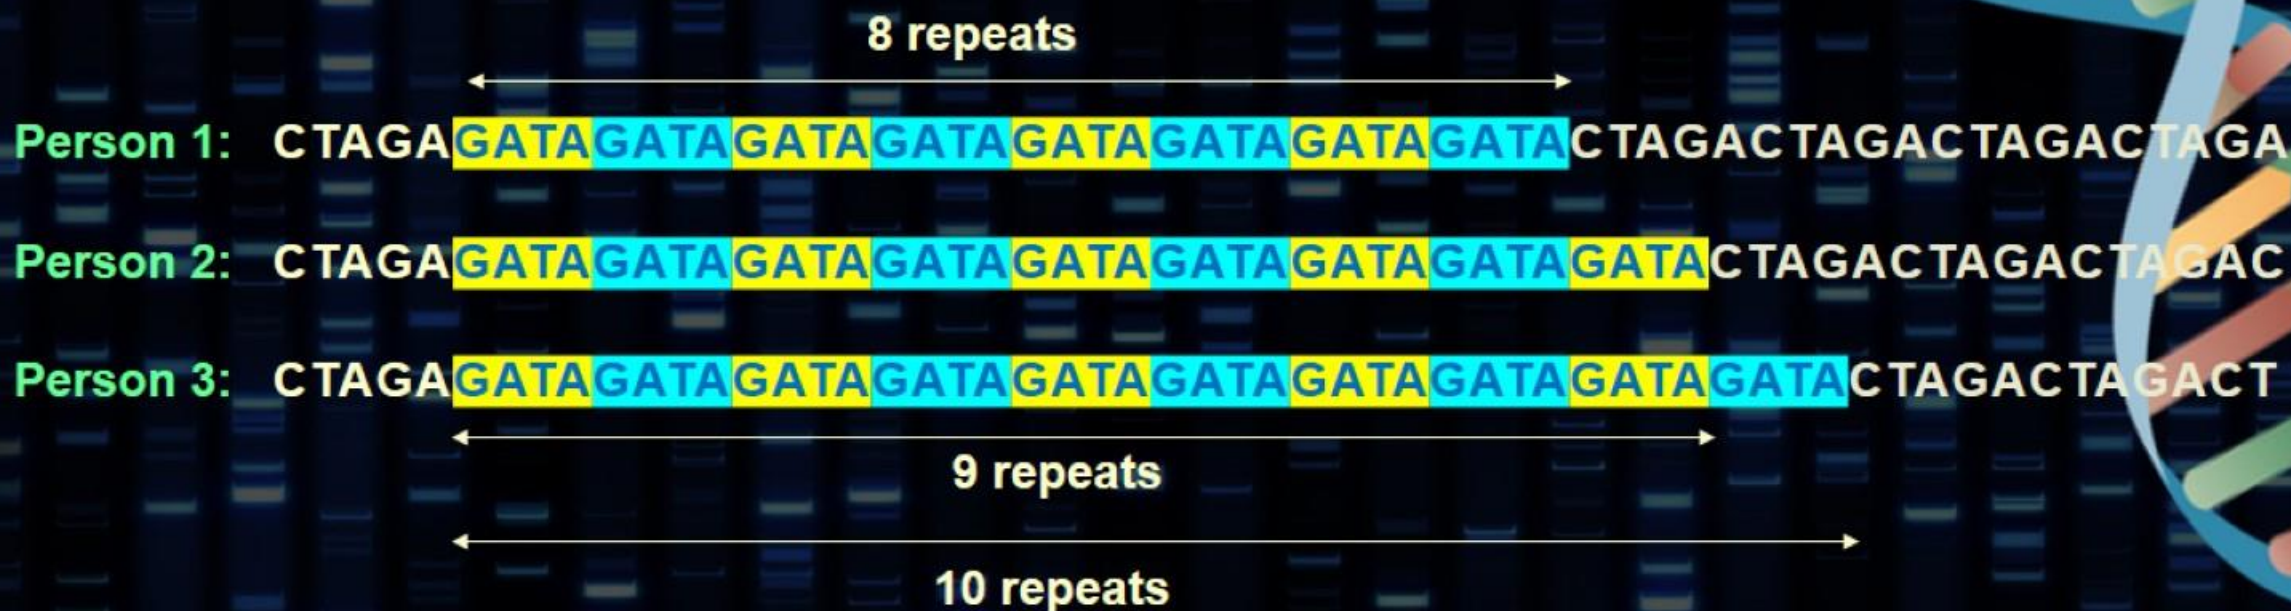 8 repeats
Person 1: CTAGAGATAGATAGATAGATAGATAGATAGATAGATACTAGACTAGACTAGACTAGA
Person 2: CTAGAGATAGATAGATAGATAGATAGATAGATAGATAGATACTAGACTAGACTAGAC
Person 3: CTAGAGATAGATAGATAGATAGATAGATAGATAGATAGATAGATACTAGACTAGACT
9 repeats
10 repeats